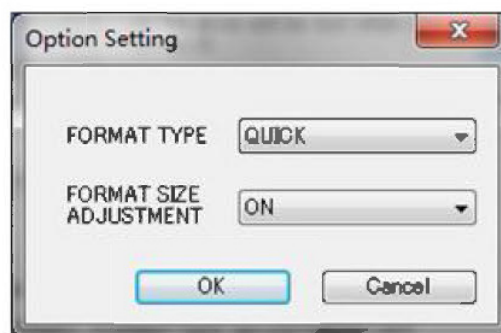 Option Setting
FORMAT TYPE QUICK
FORMAT SIZE
ADJUSTMENT ON
OK Cancel